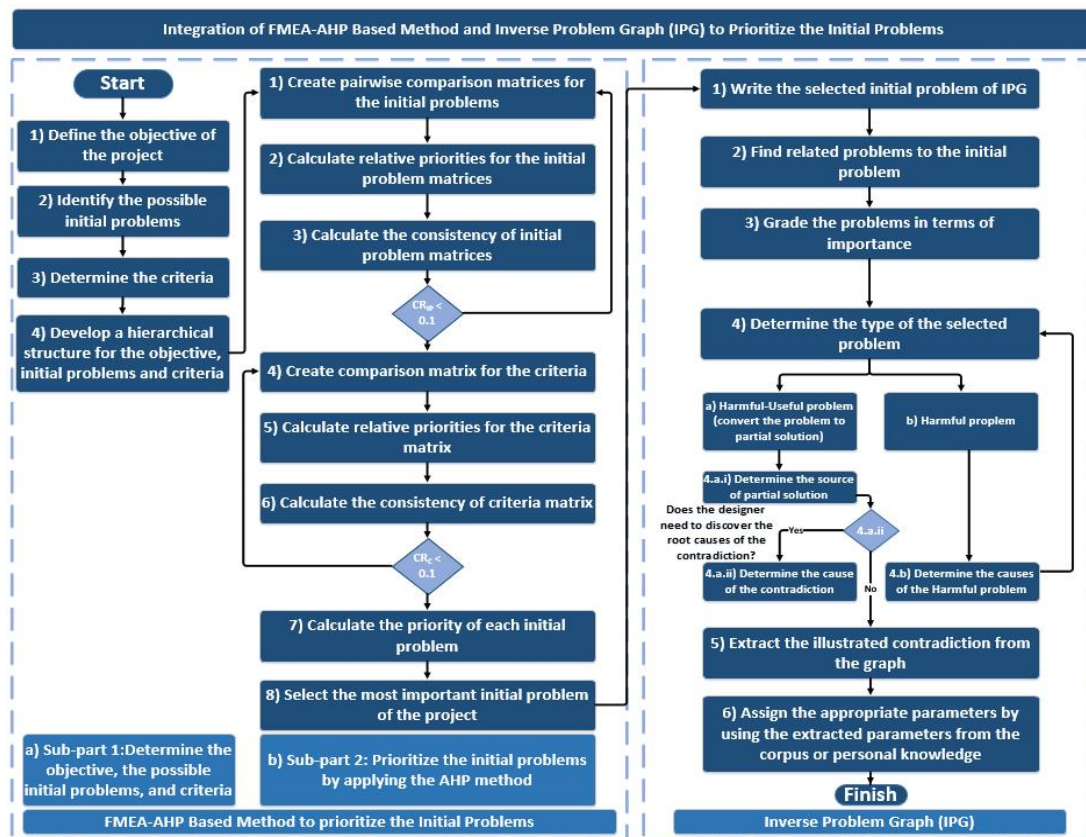 Integration of FMEA-AHP Based Method and Inverse Problem Graph (IPG) to Prioritize the Initial Problems
Start
1) Define the objective of
the project
2) Identify the possible
initial problems
3) Determine the criteria
4) Develop a hierarchical
structure for the objective,
initial problems and criteria
a) Sub-part 1:Determine the
objective, the possible
initial problems, and criteria
1) Create pairwise comparison matrices for
the initial problems
2) Calculate relative priorities for the initial
problem matrices
3) Calculate the consistency of initial
problem matrices
CRIP <
0.1
4) Create comparison matrix for the criteria
5) Calculate relative priorities for the criteria
matrix
6) Calculate the consistency of criteria matrix
CRC <
0.1
7) Calculate the priority of each initial
problem
8) Select the most important initial problem
of the project
b) Sub-part 2: Prioritize the initial problems
by applying the AHP method
FMEA-AHP Based Method to prioritize the Initial Problems
1) Write the selected initial problem of IPG
2) Find related problems to the initial
problem
3) Grade the problems in terms of
importance
4) Determine the type of the selected
problem
a) Harmful-Useful problem
(convert the problem to
partial solution)
b) Harmful proplem
4.a.i) Determine the source
of partial solution
Does the designer
need to discover the
root causes of the
contradiction?
Yes
4.a.ii
No
4.a.ii) Determine the cause
of the contradiction
4.b) Determine the causes
of the Harmful problem
5) Extract the illustrated contradiction from
the graph
6) Assign the appropriate parameters by
using the extracted parameters from the
corpus or personal knowledge
Finish
Inverse Problem Graph (IPG)